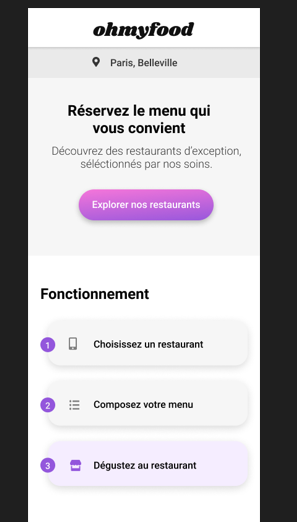 ohmyfood
Paris, Belleville
Réservez le menu qui
vous convient
Découvrez des restaurants d'exception,
séléctionnés par nos soins.
Explorer nos restaurants
Fonctionnement
1 Choisissez un restaurant
2 Composez votre menu
3 Dégustez au restaurant